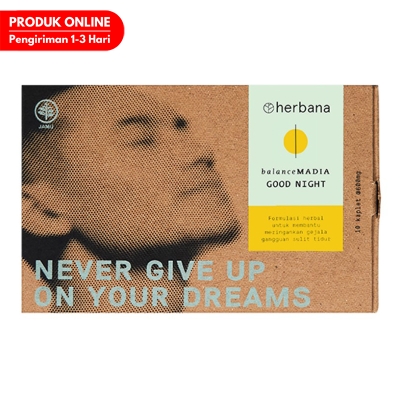 PRODUK ONLINE
Pengiriman 1-3 Hari
JAMU
herbana
balanceMADIA
GOOD NIGHT
Formulasi herbal
untuk membantu
meringankan gejala
gangguan sulit tidur
10 kaplet @600mg
NEVER GIVE UP
ON YOUR DREAMS